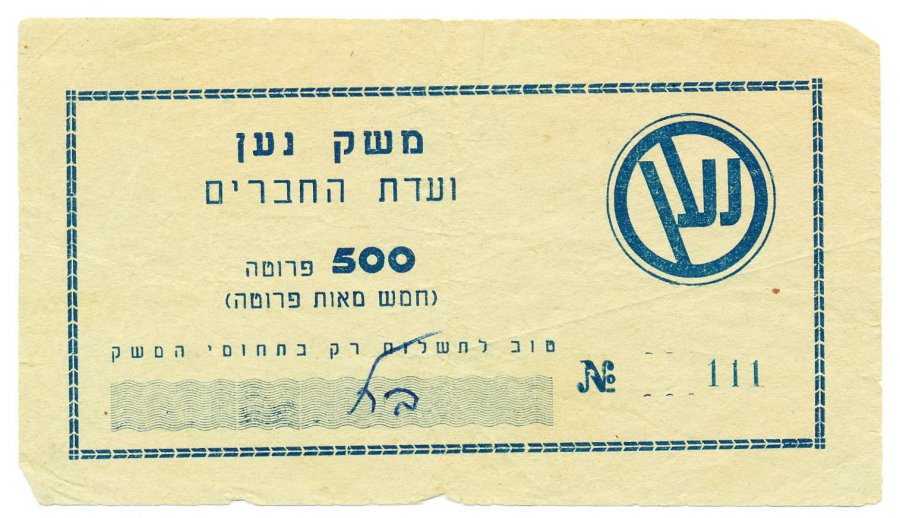 משק נען
ועדת החברים
500 פרוטה
(חמש מאות פרוטה)
טוב לתשלום רק בתחומי המשק
נען
№ 111